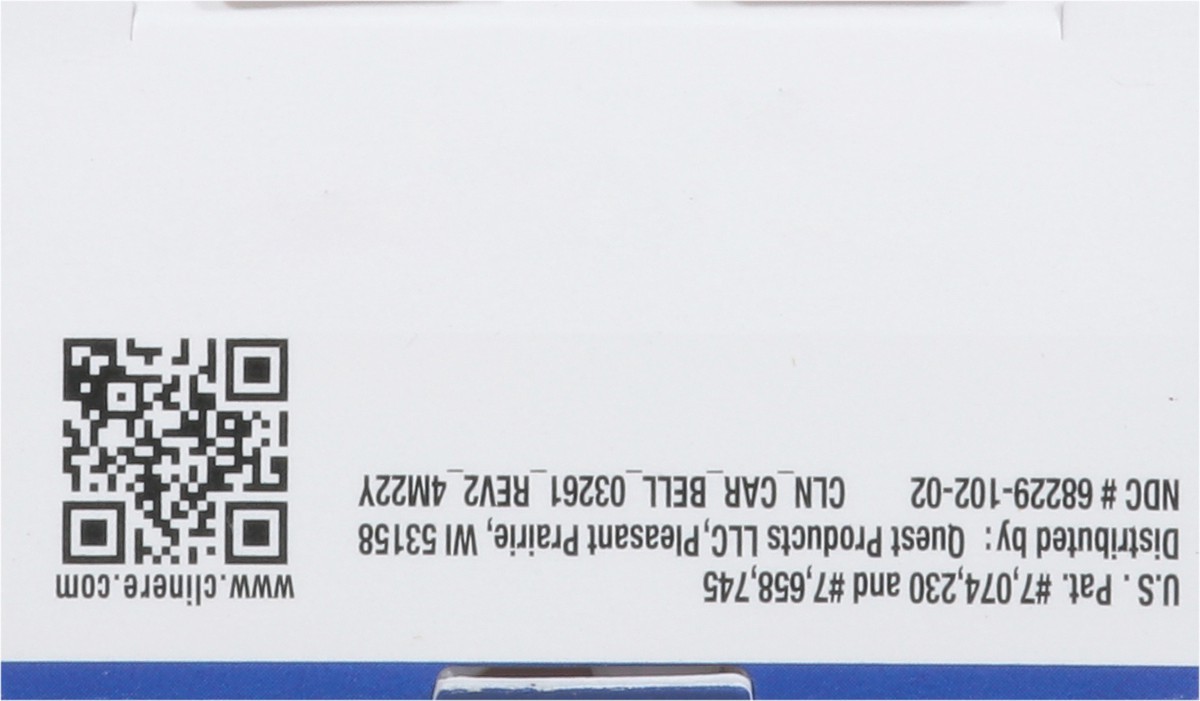 U.S . Pat. #7,074,230 and #7,658,745
Distributed by: Quest Products LLC,Pleasant Prairie, WI 53158
NDC # 68229-102-02 CLN_CAR_BELL_03261_REV2_4M22Y
www.clinere.com